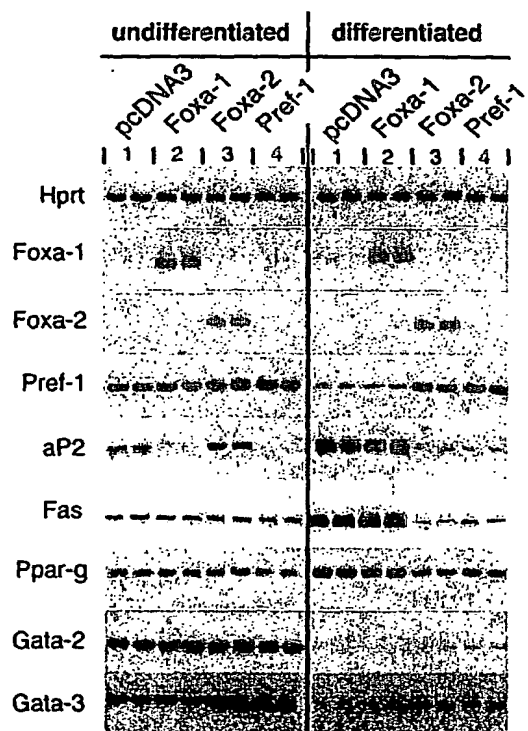 undifferentiated differentiated
pcDNA3 Foxa-1 Foxa-2 Pref-1 pcDNA3 Foxa-1 Foxa-2 Pref-1
1 2 3 4 1 2 3 4
Hprt
Foxa-1
Foxa-2
Pref-1
aP2
Fas
Ppar-g
Gata-2
Gata-3